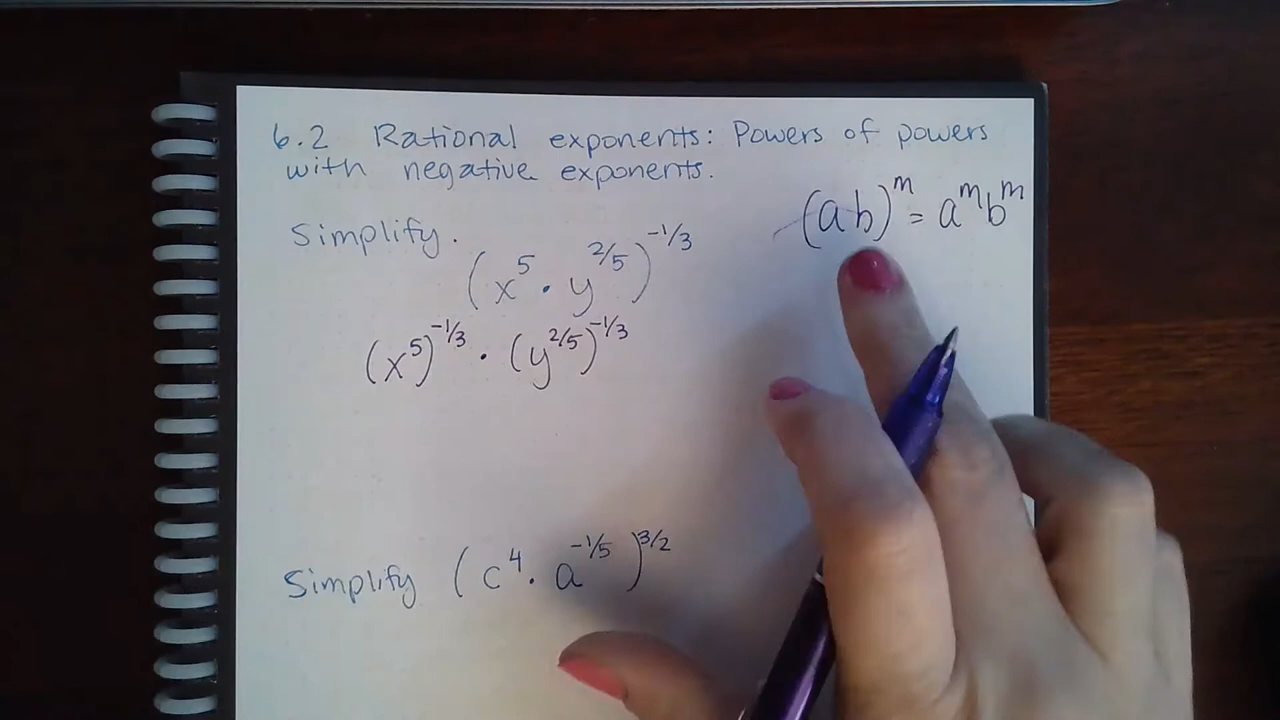 6.2 Rational exponents: Powers of powers
with negative exponents.
(ab)^m = a^m b^m
Simplify.
(x^5 · y^2/5)^-1/3
(x^5)^-1/3 · (y^2/5)^-1/3
Simplify (c^4 · a^-1/5)^3/2